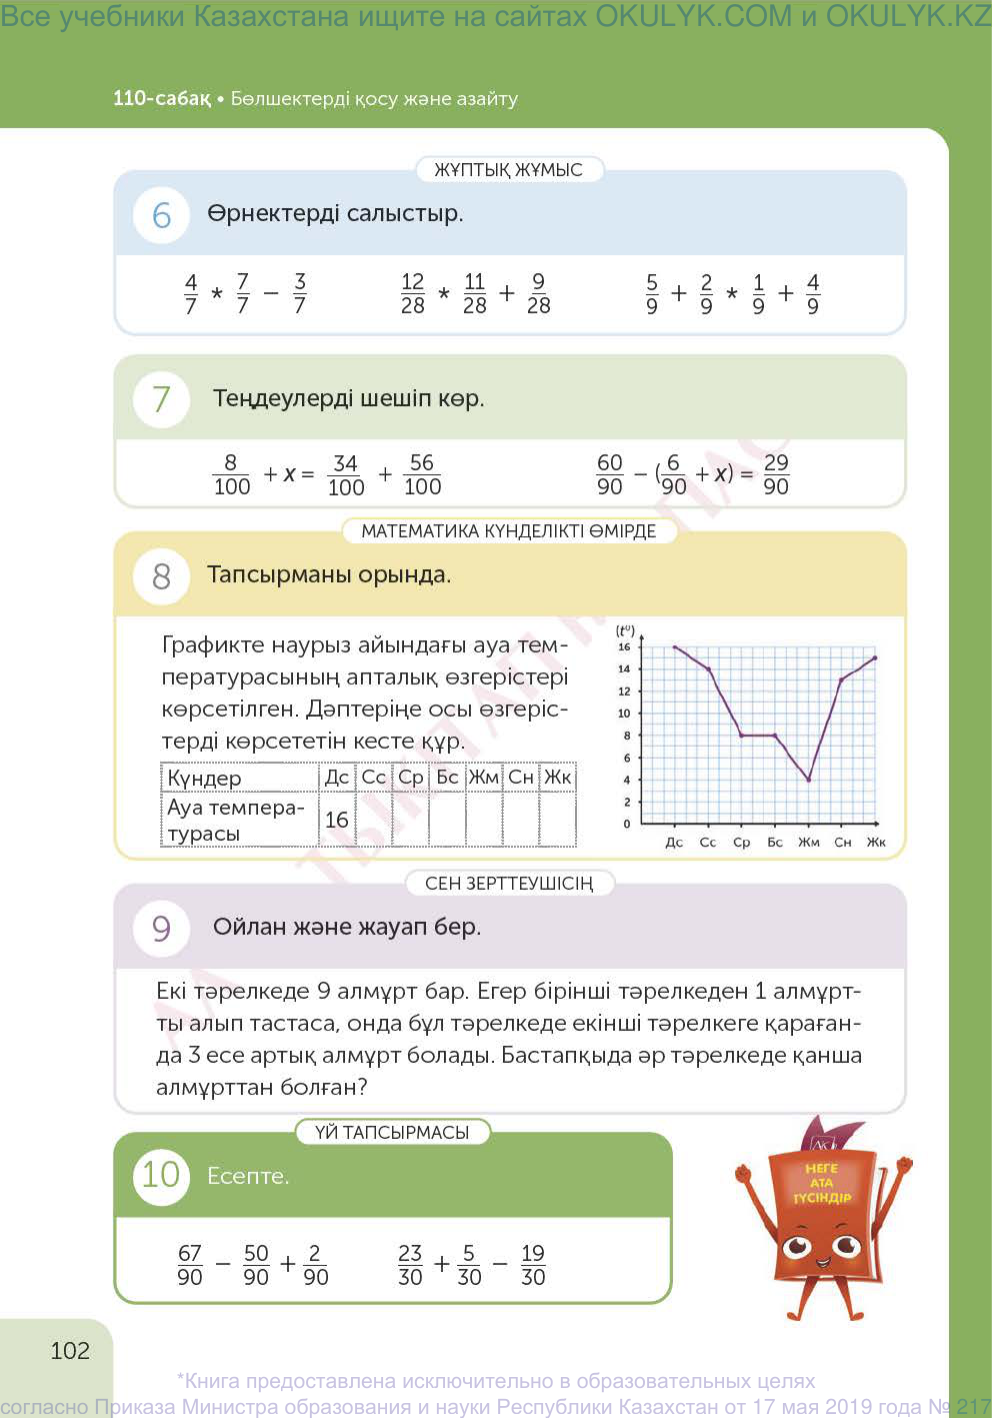 Все учебники Казахстана ищите на сайтах OKULYK.COM и OKULYK.KZ
110-сабақ • Бөлшектерді қосу және азайту
ЖҰПТЫҚ ЖҰМЫС
6 Өрнектерді салыстыр.
4/7 * 7/7 − 3/7 12/28 * 11/28 + 9/28 5/9 + 2/9 * 1/9 + 4/9
7 Теңдеулерді шешіп көр.
8/100 + x = 34/100 + 56/100 60/90 − (6/90 + x) = 29/90
МАТЕМАТИКА КҮНДЕЛІКТІ ӨМІРДЕ
8 Тапсырманы орында.
Графикте наурыз айындағы ауа тем-
пературасының апталық өзгерістері
көрсетілген. Дәптеріңе осы өзгеріс-
терді көрсететін кесте құр.
Күндер Дс Сс Ср Бс Жм Сн Жк
Ауа темпера-
турасы 16
(t⁰)
16
14
12
10
8
6
4
2
0
Дс Сс Ср Бс Жм Сн Жк
СЕН ЗЕРТТЕУШІСІҢ
9 Ойлан және жауап бер.
Екі тәрелкеде 9 алмұрт бар. Егер бірінші тәрелкеден 1 алмұрт-
ты алып тастаса, онда бұл тәрелкеде екінші тәрелкеге қараған-
да 3 есе артық алмұрт болады. Бастапқыда әр тәрелкеде қанша
алмұрттан болған?
ҮЙ ТАПСЫРМАСЫ
10 Есепте.
67/90 − 50/90 + 2/90 23/30 + 5/30 − 19/30
НЕГЕ
АТА
ТҮСІНДІР
102
*Книга предоставлена исключительно в образовательных целях
согласно Приказа Министра образования и науки Республики Казахстан от 17 мая 2019 года № 217